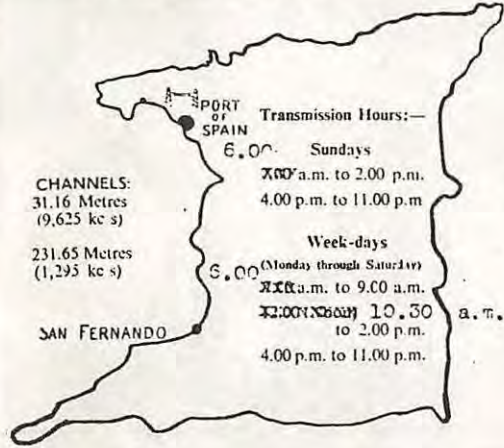 PORT
OF
SPAIN
Transmission Hours:—
6.00
Sundays
a.m. to 2.00 p.m.
4.00 p.m. to 11.00 p.m
CHANNELS:
31.16 Metres
(9,625 kc s)
231.65 Metres
(1,295 kc s)
Week-days
6.00 (Monday through Saturday)
a.m. to 9.00 a.m.
10.30 a.m.
to 2.00 p.m.
4.00 p.m. to 11.00 p.m.
SAN FERNANDO